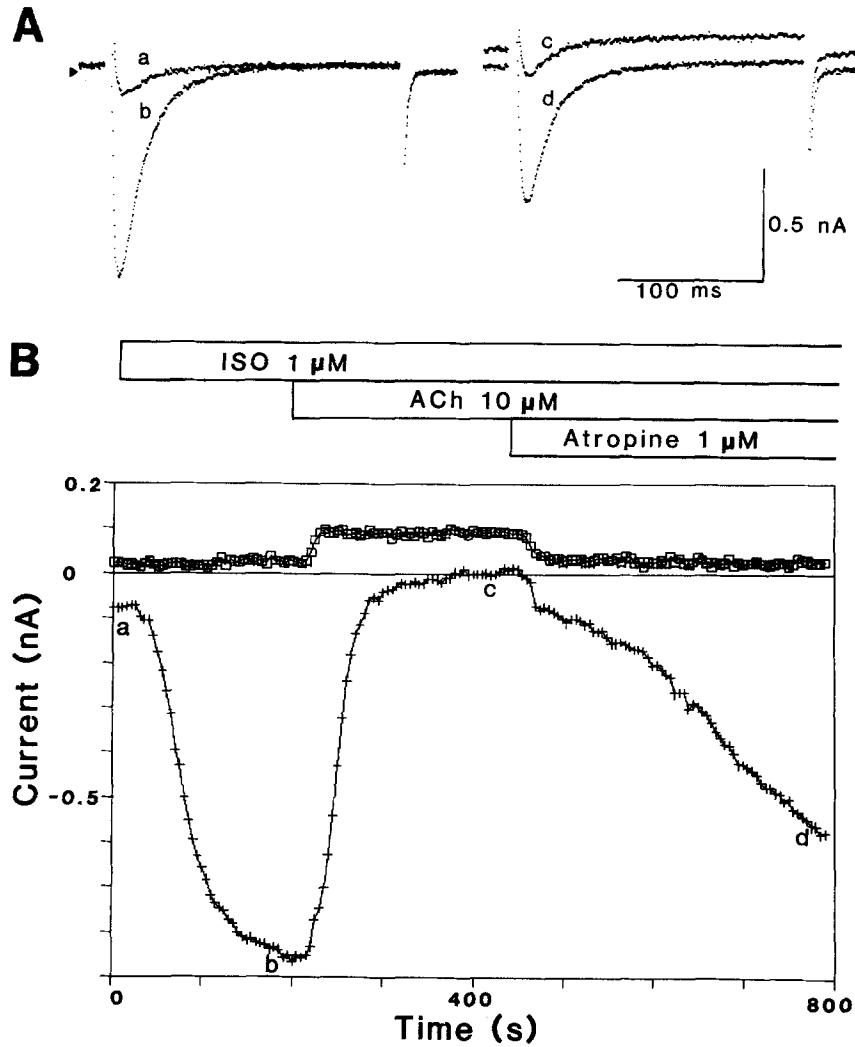 A
a
b
c
d
0.5 nA
100 ms
B
ISO 1 µM
ACh 10 µM
Atropine 1 µM
0.2
0
-0.5
Current (nA)
a
b
c
d
0
400
800
Time (s)